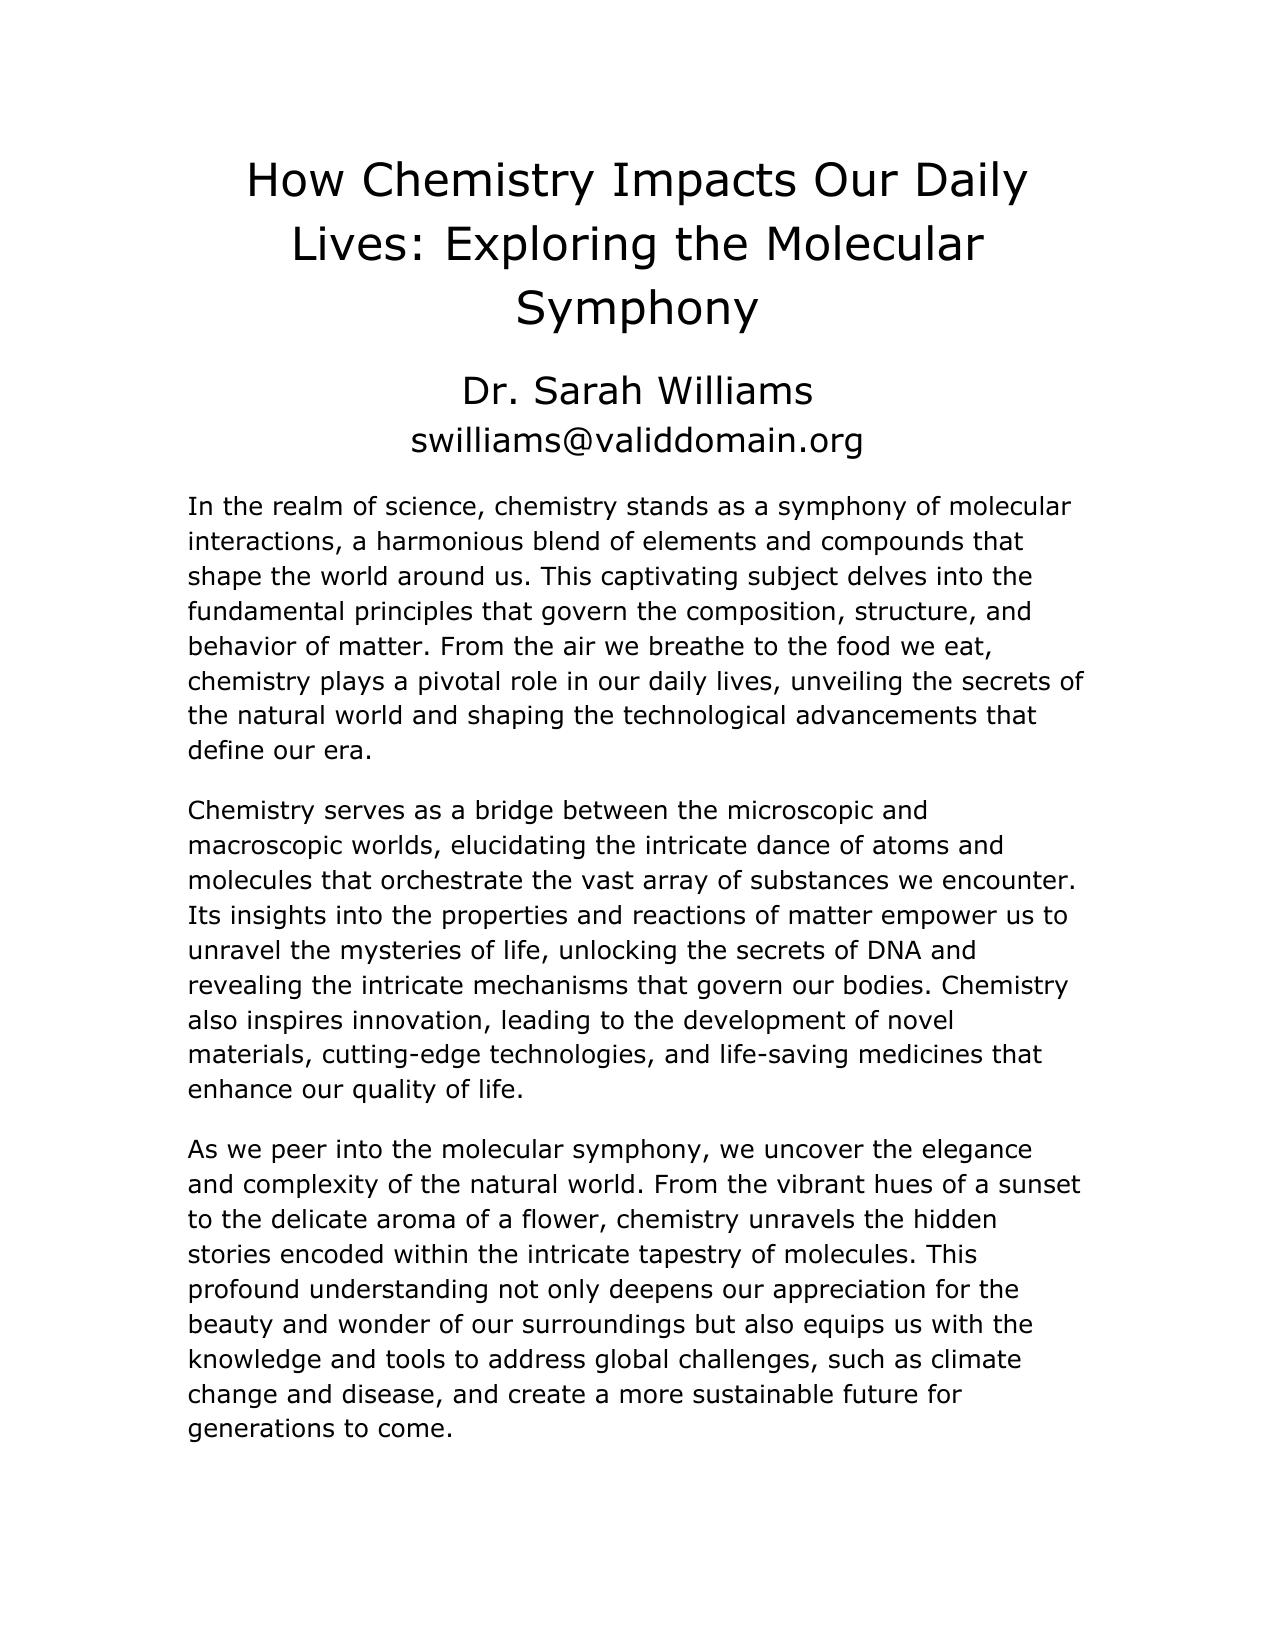 How Chemistry Impacts Our Daily
Lives: Exploring the Molecular
Symphony
Dr. Sarah Williams
swilliams@validdomain.org
In the realm of science, chemistry stands as a symphony of molecular
interactions, a harmonious blend of elements and compounds that
shape the world around us. This captivating subject delves into the
fundamental principles that govern the composition, structure, and
behavior of matter. From the air we breathe to the food we eat,
chemistry plays a pivotal role in our daily lives, unveiling the secrets of
the natural world and shaping the technological advancements that
define our era.
Chemistry serves as a bridge between the microscopic and
macroscopic worlds, elucidating the intricate dance of atoms and
molecules that orchestrate the vast array of substances we encounter.
Its insights into the properties and reactions of matter empower us to
unravel the mysteries of life, unlocking the secrets of DNA and
revealing the intricate mechanisms that govern our bodies. Chemistry
also inspires innovation, leading to the development of novel
materials, cutting-edge technologies, and life-saving medicines that
enhance our quality of life.
As we peer into the molecular symphony, we uncover the elegance
and complexity of the natural world. From the vibrant hues of a sunset
to the delicate aroma of a flower, chemistry unravels the hidden
stories encoded within the intricate tapestry of molecules. This
profound understanding not only deepens our appreciation for the
beauty and wonder of our surroundings but also equips us with the
knowledge and tools to address global challenges, such as climate
change and disease, and create a more sustainable future for
generations to come.